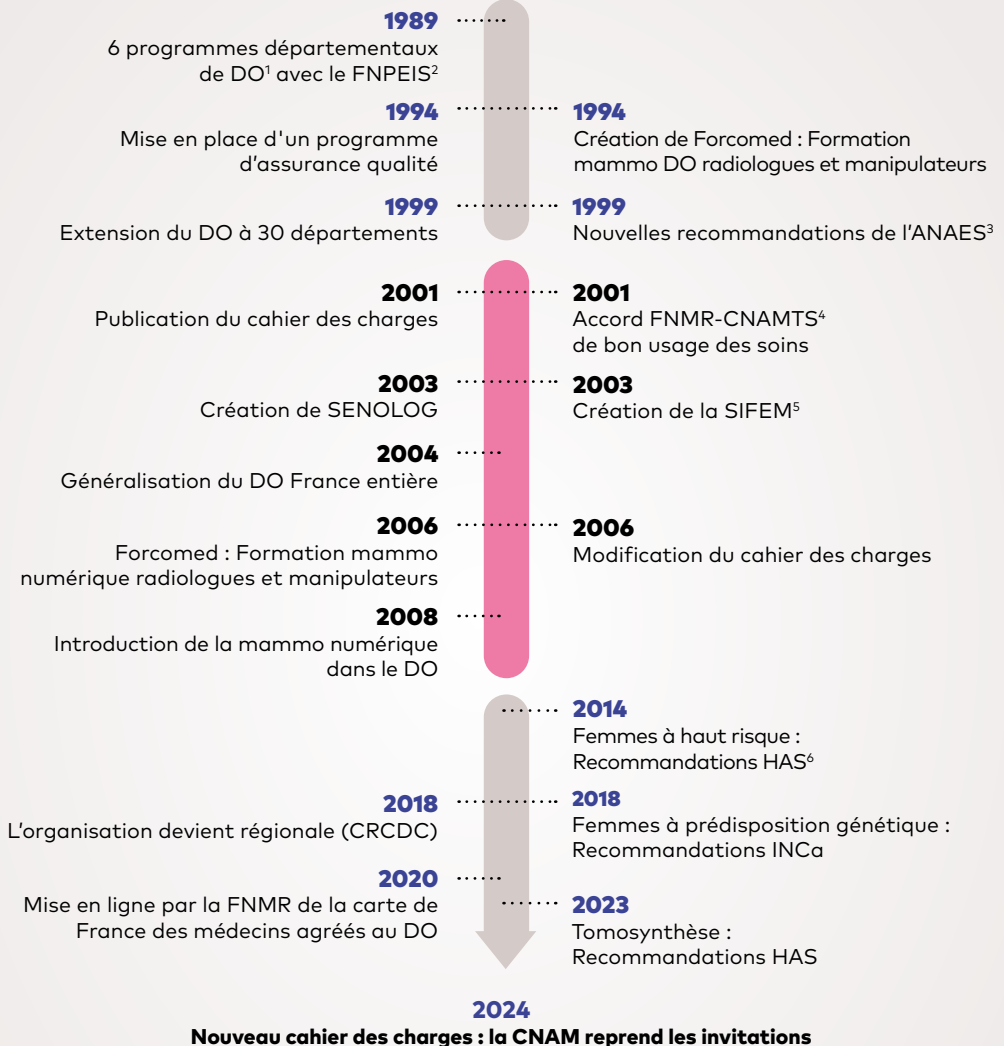 1989
6 programmes départementaux
de DO¹ avec le FNPEIS²
1994
Mise en place d'un programme
d'assurance qualité
1994
Création de Forcomed : Formation
mammo DO radiologues et manipulateurs
1999
Extension du DO à 30 départements
1999
Nouvelles recommandations de l'ANAES³
2001
Publication du cahier des charges
2001
Accord FNMR-CNAMTS⁴
de bon usage des soins
2003
Création de SENOLOG
2003
Création de la SIFEM⁵
2004
Généralisation du DO France entière
2006
Forcomed : Formation mammo
numérique radiologues et manipulateurs
2006
Modification du cahier des charges
2008
Introduction de la mammo numérique
dans le DO
2014
Femmes à haut risque :
Recommandations HAS⁶
2018
L'organisation devient régionale (CRCDC)
2018
Femmes à prédisposition génétique :
Recommandations INCa
2020
Mise en ligne par la FNMR de la carte de
France des médecins agréés au DO
2023
Tomosynthèse :
Recommandations HAS
2024
Nouveau cahier des charges : la CNAM reprend les invitations